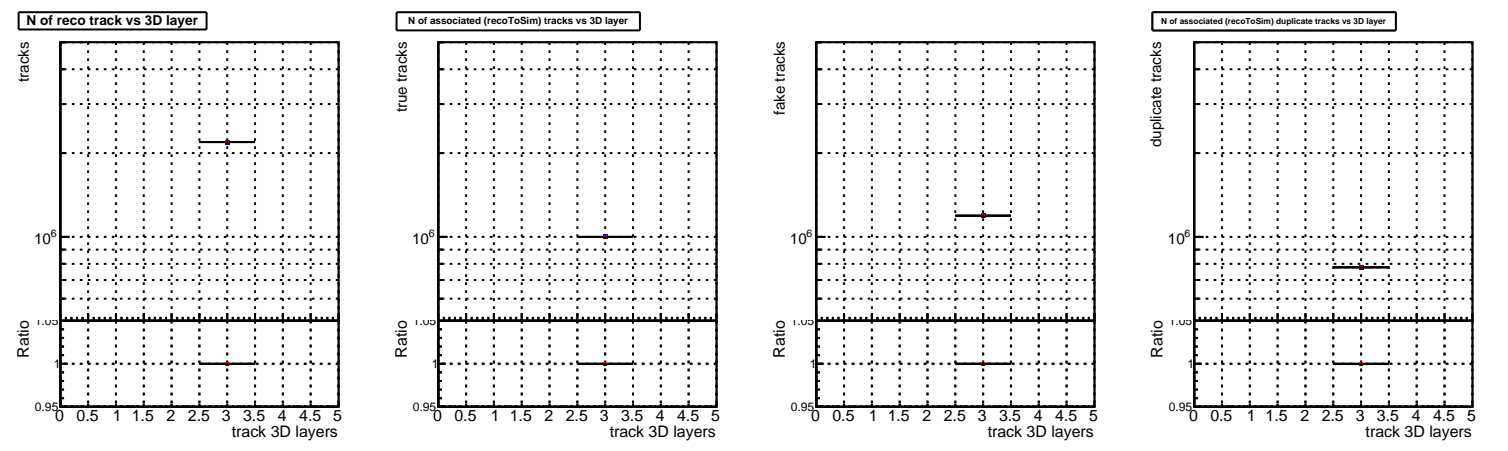 N of reco track vs 3D layer
tracks
10^6
Ratio
1.05
1
0.95
0 0.5 1 1.5 2 2.5 3 3.5 4 4.5 5
track 3D layers
N of associated (recoToSim) tracks vs 3D layer
true tracks
10^6
Ratio
1.05
1
0.95
0 0.5 1 1.5 2 2.5 3 3.5 4 4.5 5
track 3D layers
fake tracks
10^6
Ratio
1.05
1
0.95
0 0.5 1 1.5 2 2.5 3 3.5 4 4.5 5
track 3D layers
N of associated (recoToSim) duplicate tracks vs 3D layer
duplicate tracks
10^6
Ratio
1.05
1
0.95
0 0.5 1 1.5 2 2.5 3 3.5 4 4.5 5
track 3D layers